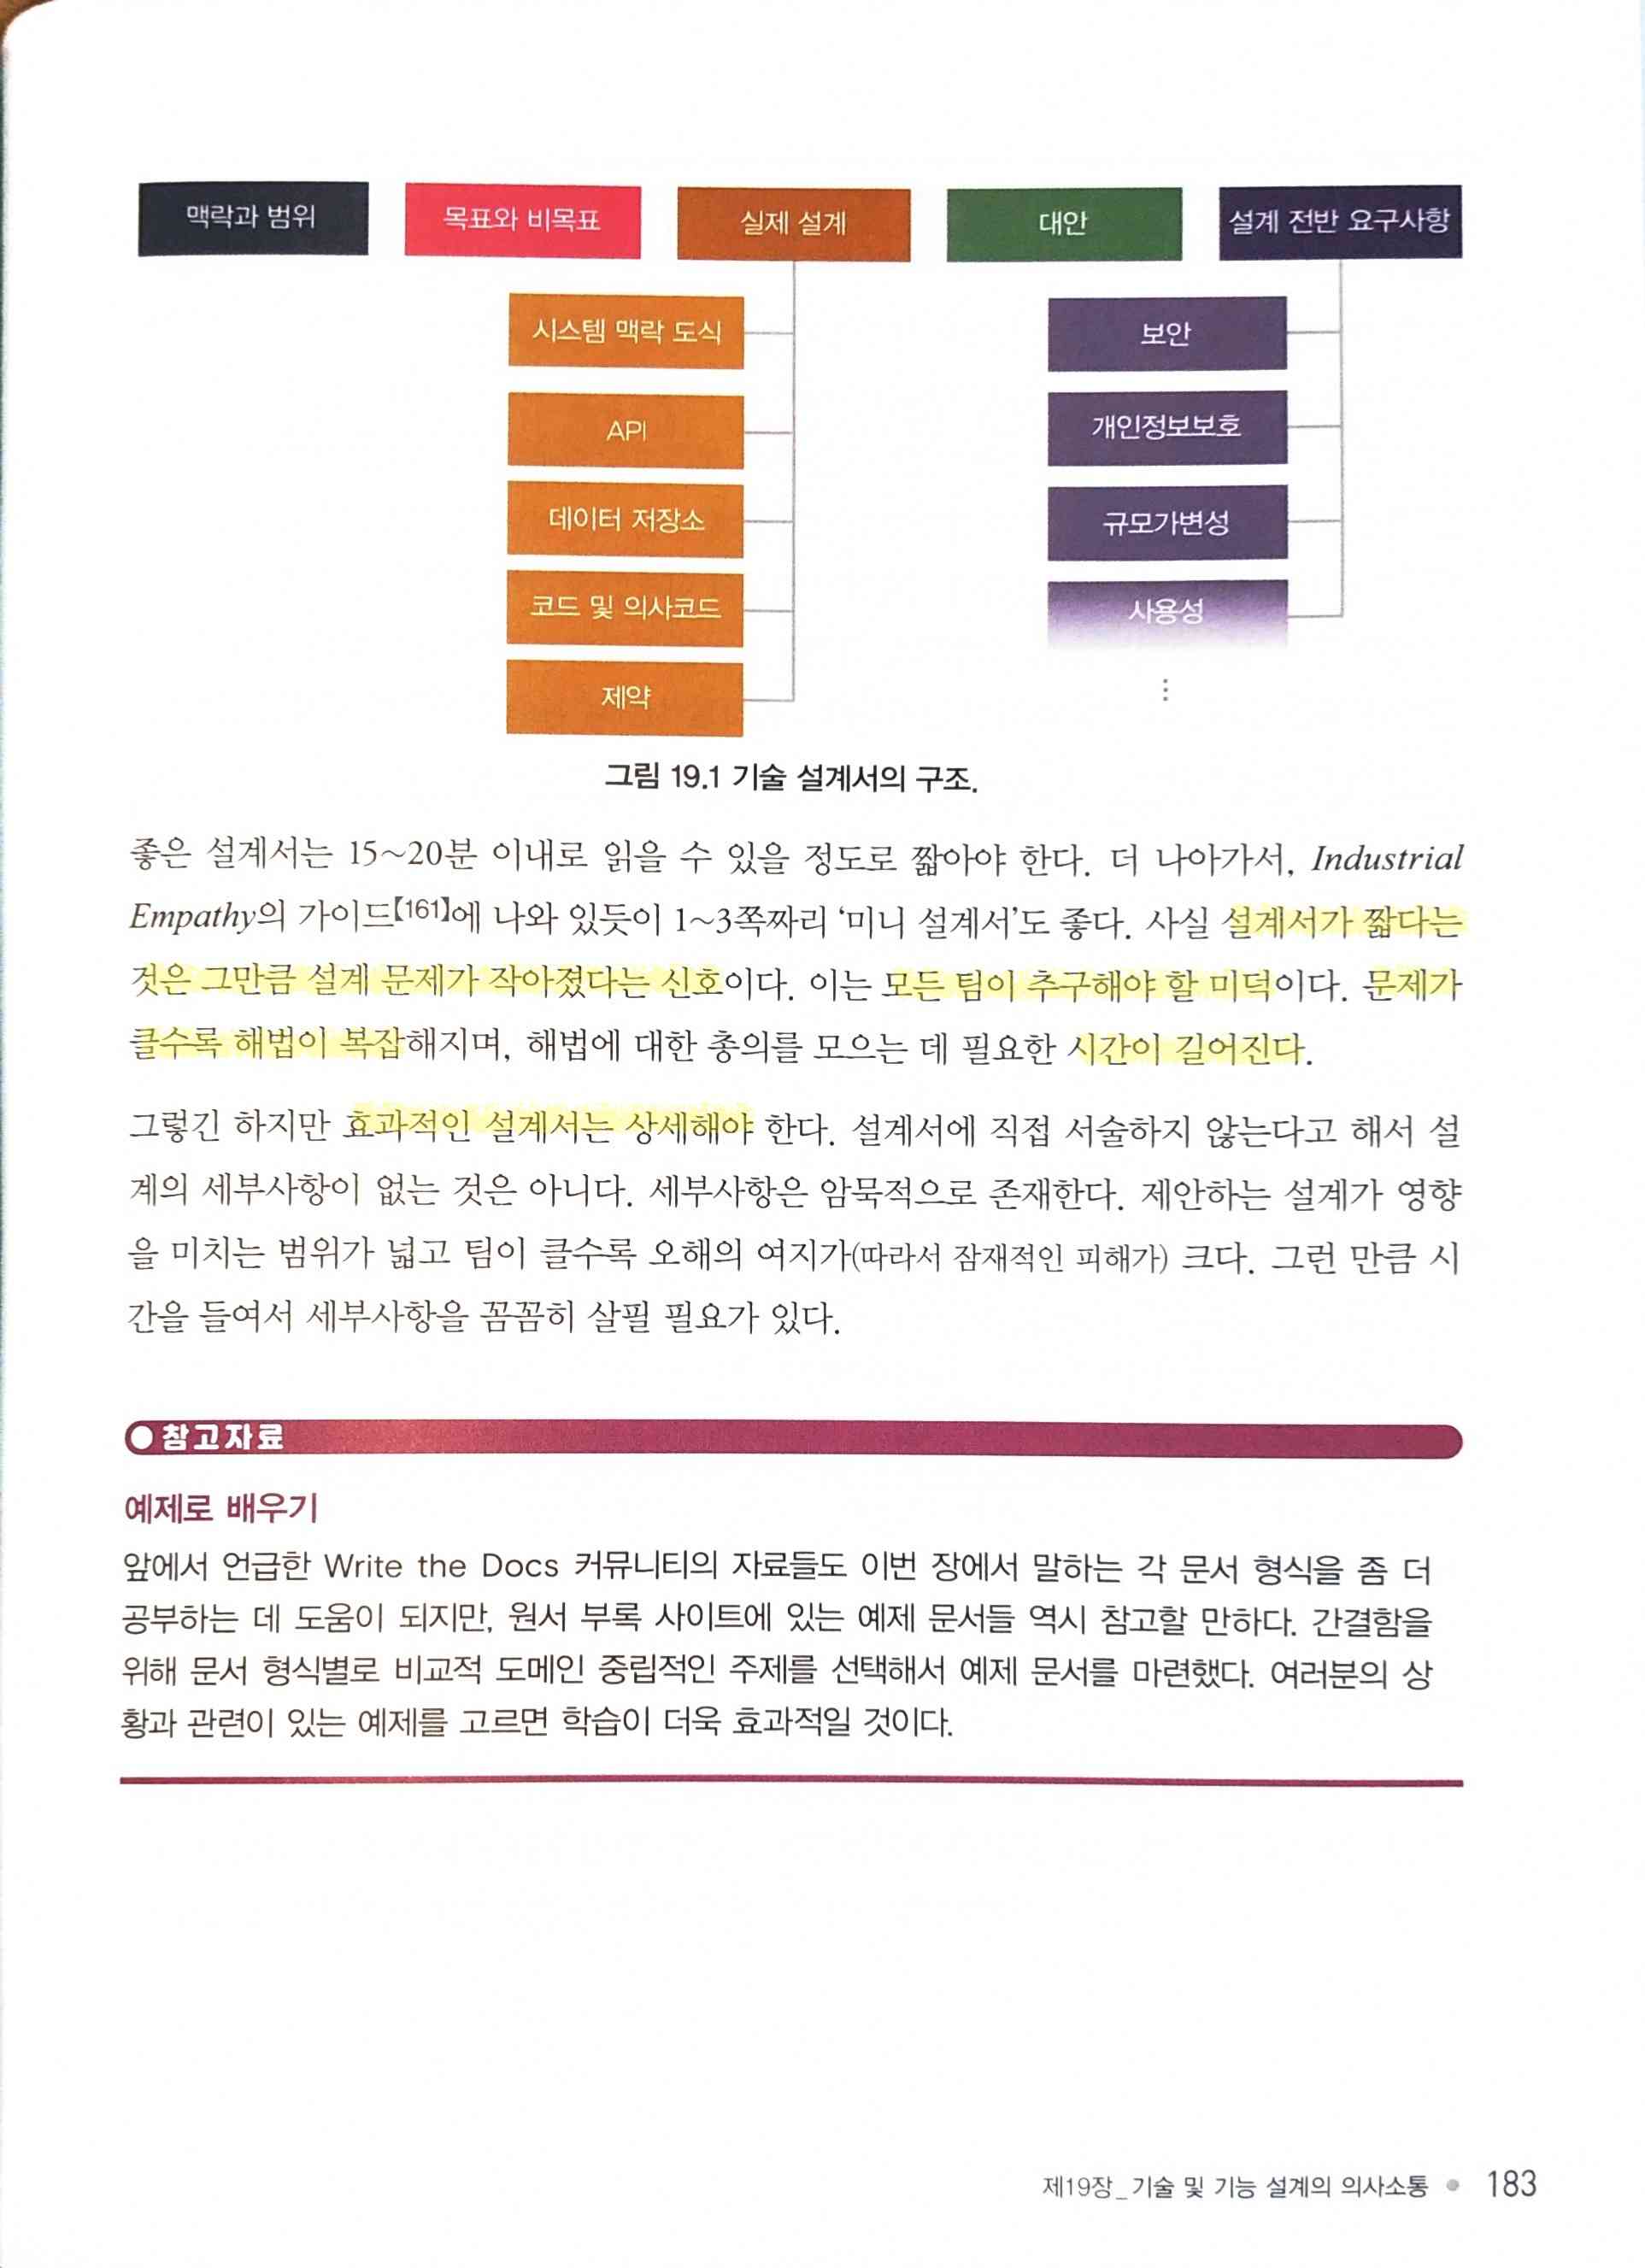 맥락과 범위
목표와 비목표
실제 설계
대안
설계 전반 요구사항
시스템 맥락 도식
API
데이터 저장소
코드 및 의사코드
제약
보안
개인정보보호
규모가변성
사용성
⋮
그림 19.1 기술 설계서의 구조.
좋은 설계서는 15~20분 이내로 읽을 수 있을 정도로 짧아야 한다. 더 나아가서, Industrial
Empathy의 가이드【161】에 나와 있듯이 1~3쪽짜리 ‘미니 설계서’도 좋다. 사실 설계서가 짧다는
것은 그만큼 설계 문제가 작아졌다는 신호이다. 이는 모든 팀이 추구해야 할 미덕이다. 문제가
클수록 해법이 복잡해지며, 해법에 대한 총의를 모으는 데 필요한 시간이 길어진다.
그렇긴 하지만 효과적인 설계서는 상세해야 한다. 설계서에 직접 서술하지 않는다고 해서 설
계의 세부사항이 없는 것은 아니다. 세부사항은 암묵적으로 존재한다. 제안하는 설계가 영향
을 미치는 범위가 넓고 팀이 클수록 오해의 여지가(따라서 잠재적인 피해가) 크다. 그런 만큼 시
간을 들여서 세부사항을 꼼꼼히 살필 필요가 있다.
참고자료
예제로 배우기
앞에서 언급한 Write the Docs 커뮤니티의 자료들도 이번 장에서 말하는 각 문서 형식을 좀 더
공부하는 데 도움이 되지만, 원서 부록 사이트에 있는 예제 문서들 역시 참고할 만하다. 간결함을
위해 문서 형식별로 비교적 도메인 중립적인 주제를 선택해서 예제 문서를 마련했다. 여러분의 상
황과 관련이 있는 예제를 고르면 학습이 더욱 효과적일 것이다.
제19장_기술 및 기능 설계의 의사소통 ● 183